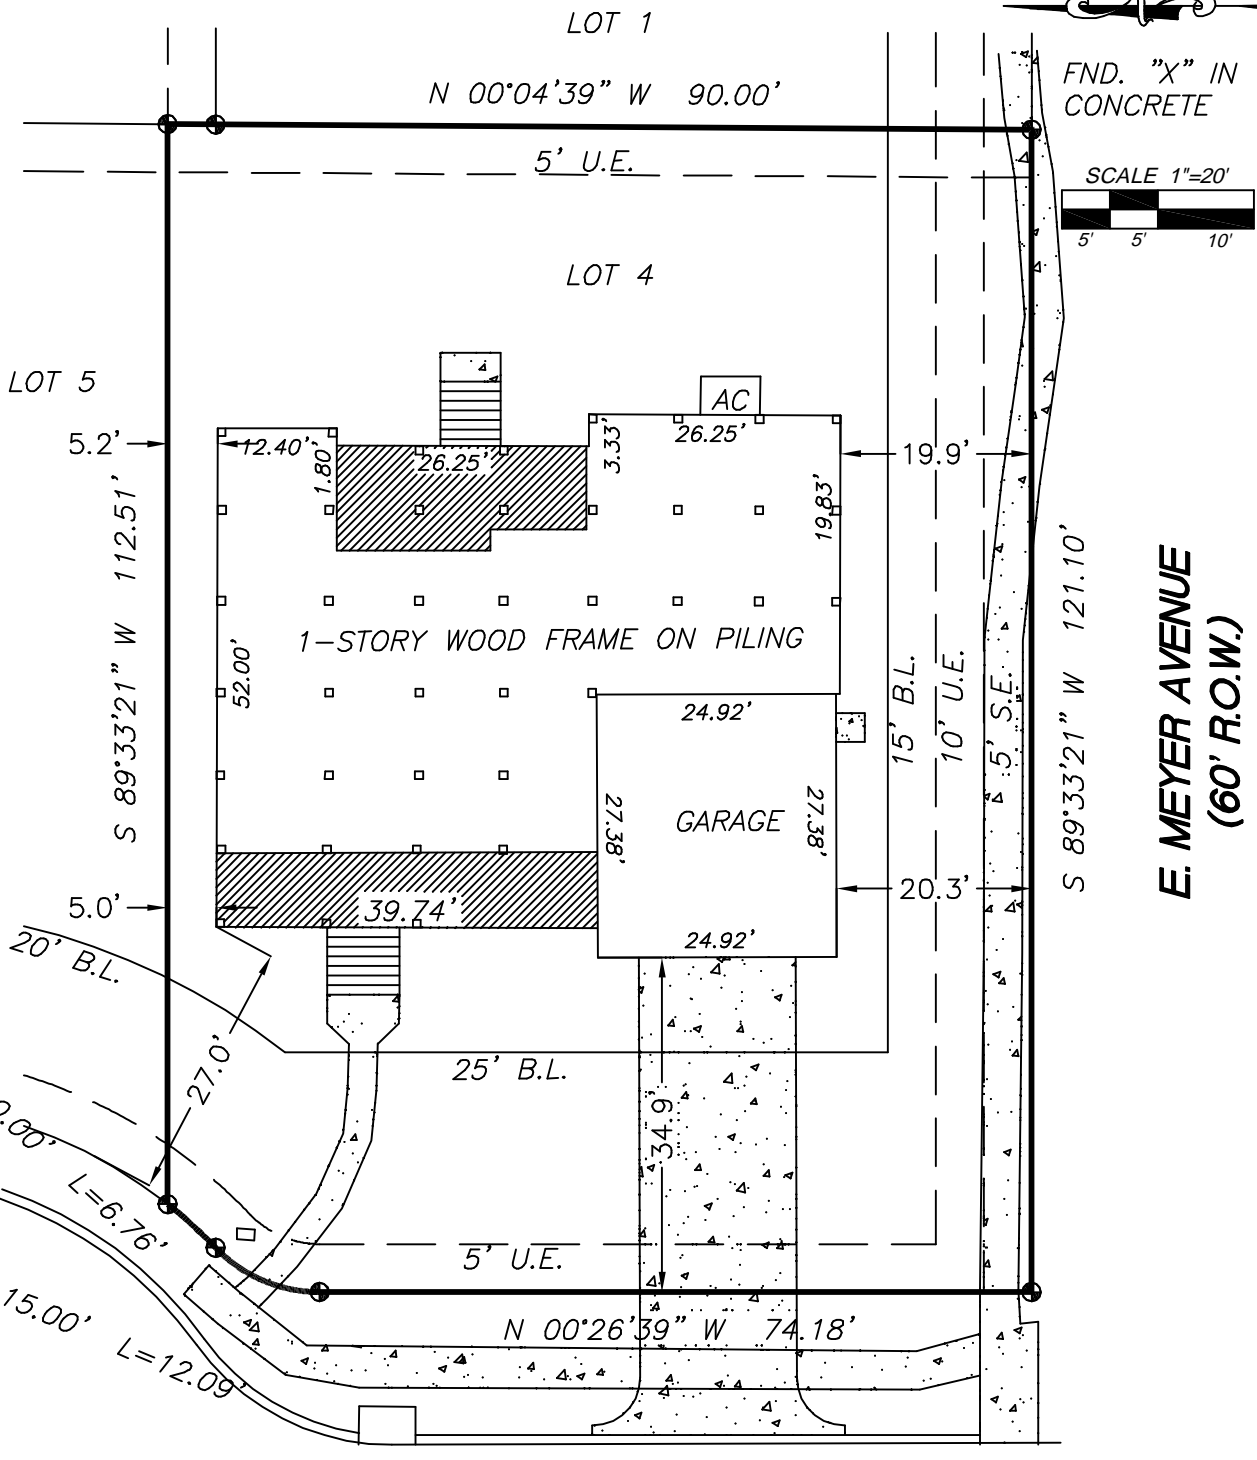 LOT 1
N 00°04'39" W 90.00'
FND. "X" IN
CONCRETE
5' U.E.
SCALE 1"=20'
5' 5' 10'
LOT 4
LOT 5
AC
5.2'
12.40'
1.80'
26.25'
3.33'
26.25'
19.83'
19.9'
S 89°33'21" W 112.51'
1-STORY WOOD FRAME ON PILING
52.00'
24.92'
15' B.L.
10' U.E.
5' S.E.
S 89°33'21" W 121.10'
E. MEYER AVENUE
(60' R.O.W.)
GARAGE
27.38'
27.38'
5.0'
39.74'
20.3'
24.92'
20' B.L.
27.0'
25' B.L.
34.9'
L=6.76'
5' U.E.
15.00'
L=12.09'
N 00°26'39" W 74.18'